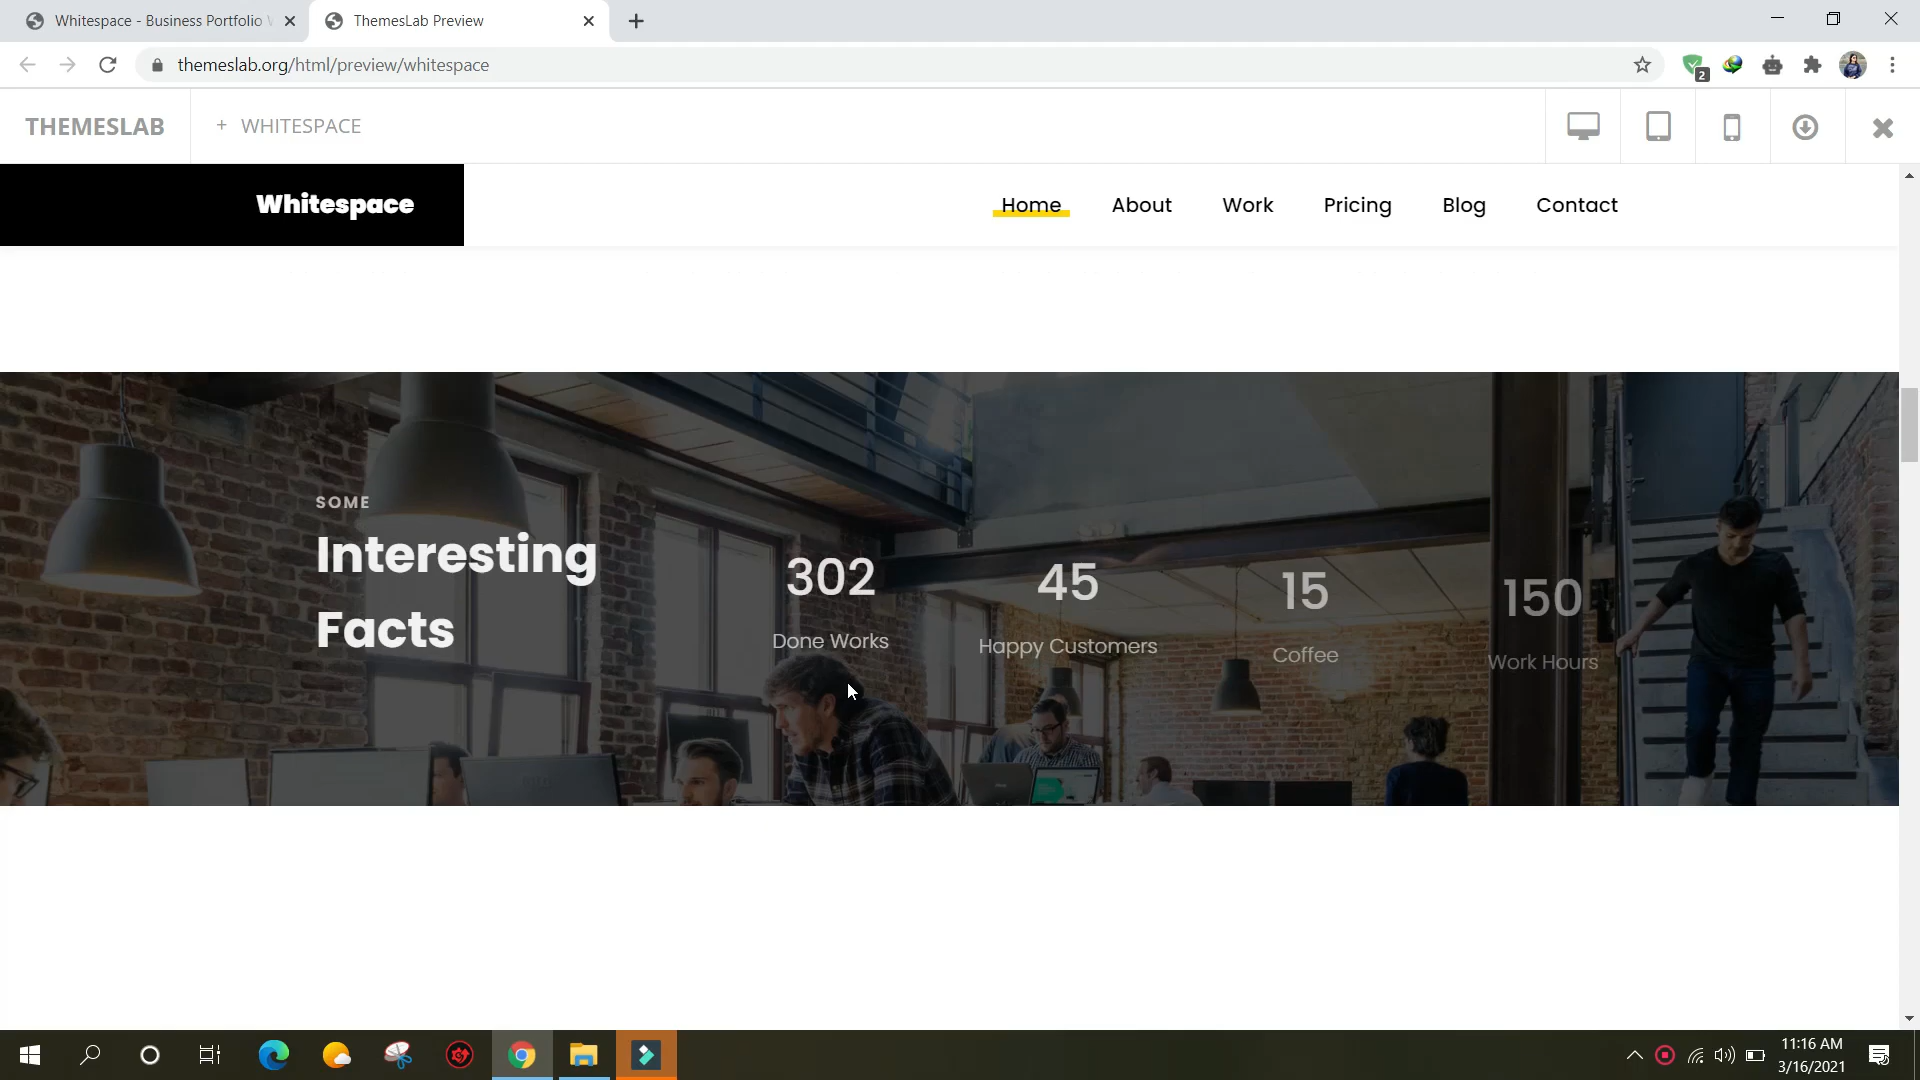 Whitespace - Business Portfolio
ThemesLab Preview
themeslab.org/html/preview/whitespace
2
THEMESLAB
+ WHITESPACE
Whitespace
Home
About
Work
Pricing
Blog
Contact
SOME
Interesting
Facts
302
Done Works
45
Happy Customers
15
Coffee
150
Work Hours
11:16 AM
3/16/2021